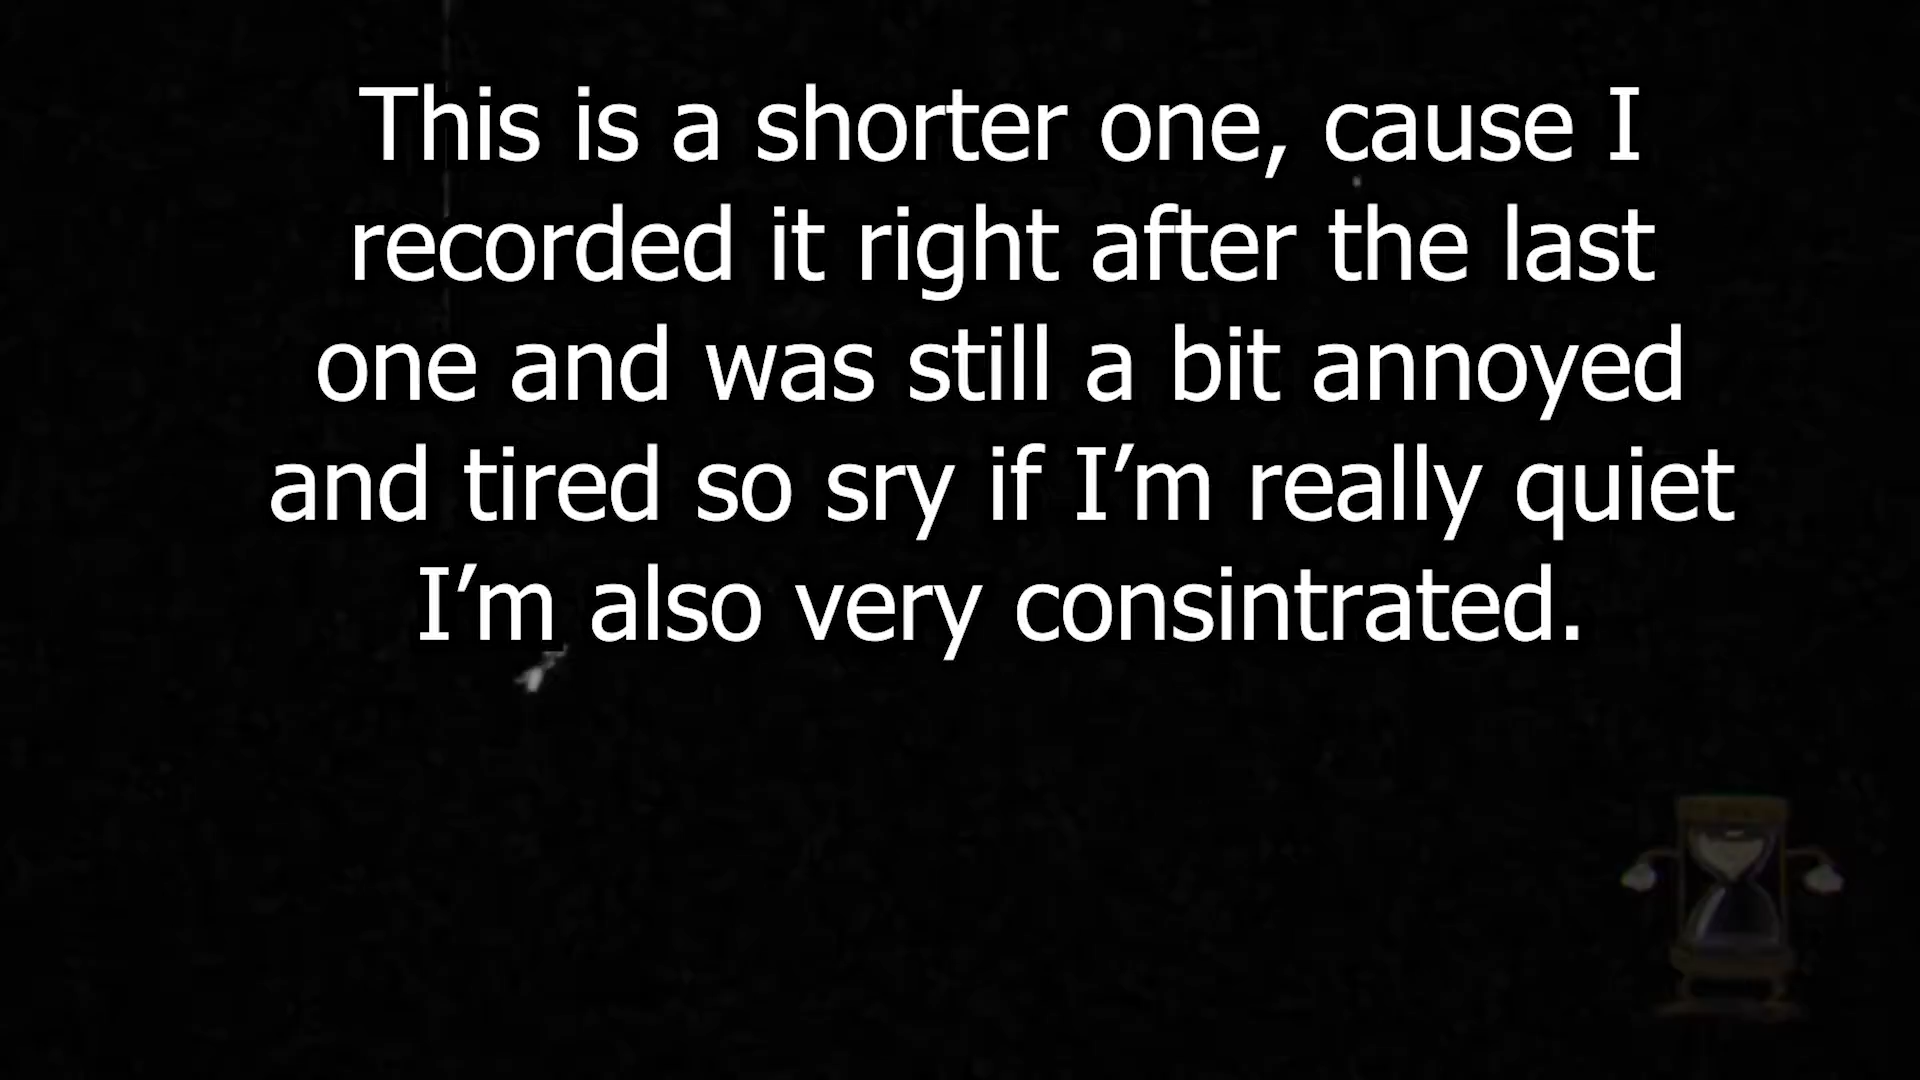 This is a shorter one, cause I
recorded it right after the last
one and was still a bit annoyed
and tired so sry if I’m really quiet
I’m also very consintrated.